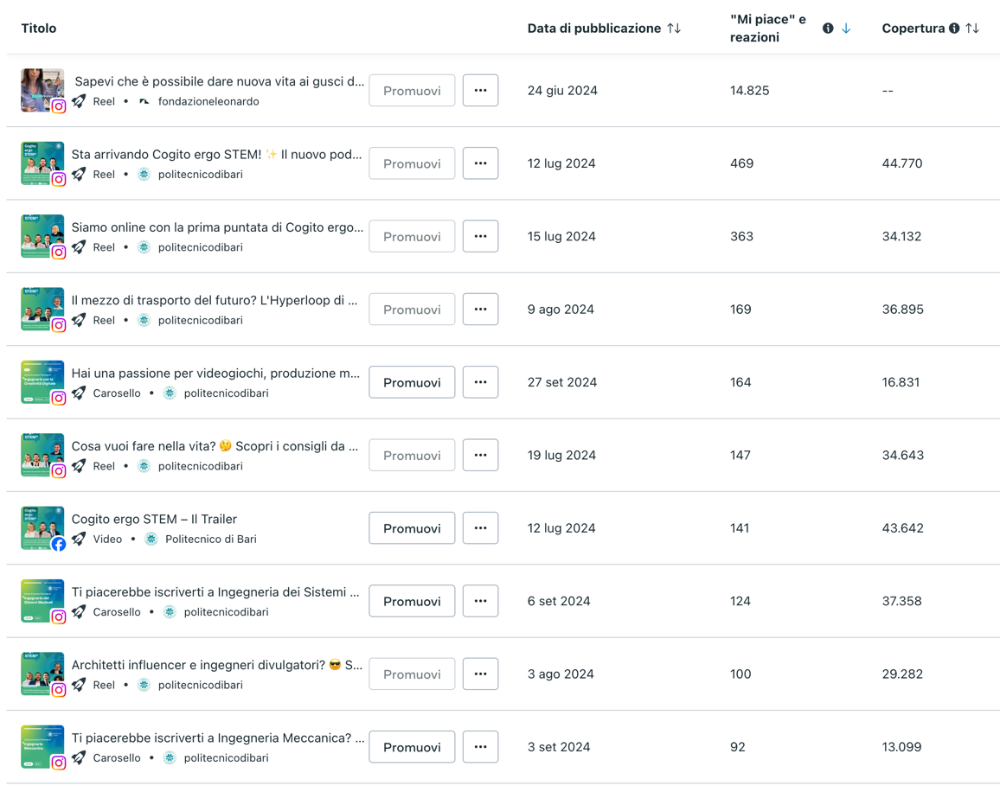 Titolo
Data di pubblicazione
"Mi piace" e
reazioni
Copertura
Sapevi che è possibile dare nuova vita ai gusci d...
Reel • fondazioneleonardo
Promuovi
24 giu 2024
14.825
--
Sta arrivando Cogito ergo STEM! ✨ Il nuovo pod...
Reel • politecnicodibari
Promuovi
12 lug 2024
469
44.770
Siamo online con la prima puntata di Cogito ergo...
Reel • politecnicodibari
Promuovi
15 lug 2024
363
34.132
Il mezzo di trasporto del futuro? L'Hyperloop di ...
Reel • politecnicodibari
Promuovi
9 ago 2024
169
36.895
Hai una passione per videogiochi, produzione m...
Carosello • politecnicodibari
Promuovi
27 set 2024
164
16.831
Cosa vuoi fare nella vita? 🤔 Scopri i consigli da ...
Reel • politecnicodibari
Promuovi
19 lug 2024
147
34.643
Cogito ergo STEM – Il Trailer
Video • Politecnico di Bari
Promuovi
12 lug 2024
141
43.642
Ti piacerebbe iscriverti a Ingegneria dei Sistemi ...
Carosello • politecnicodibari
Promuovi
6 set 2024
124
37.358
Architetti influencer e ingegneri divulgatori? 😎 S...
Reel • politecnicodibari
Promuovi
3 ago 2024
100
29.282
Ti piacerebbe iscriverti a Ingegneria Meccanica? ...
Carosello • politecnicodibari
Promuovi
3 set 2024
92
13.099